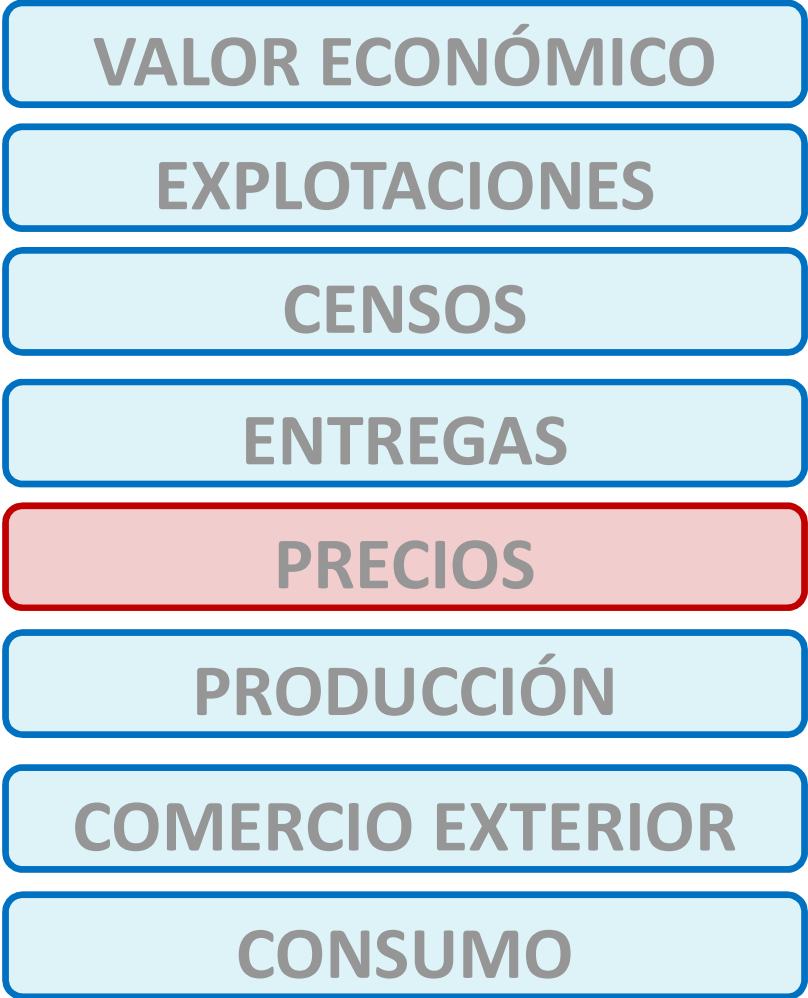 VALOR ECONÓMICO
EXPLOTACIONES
CENSOS
ENTREGAS
PRECIOS
PRODUCCIÓN
COMERCIO EXTERIOR
CONSUMO